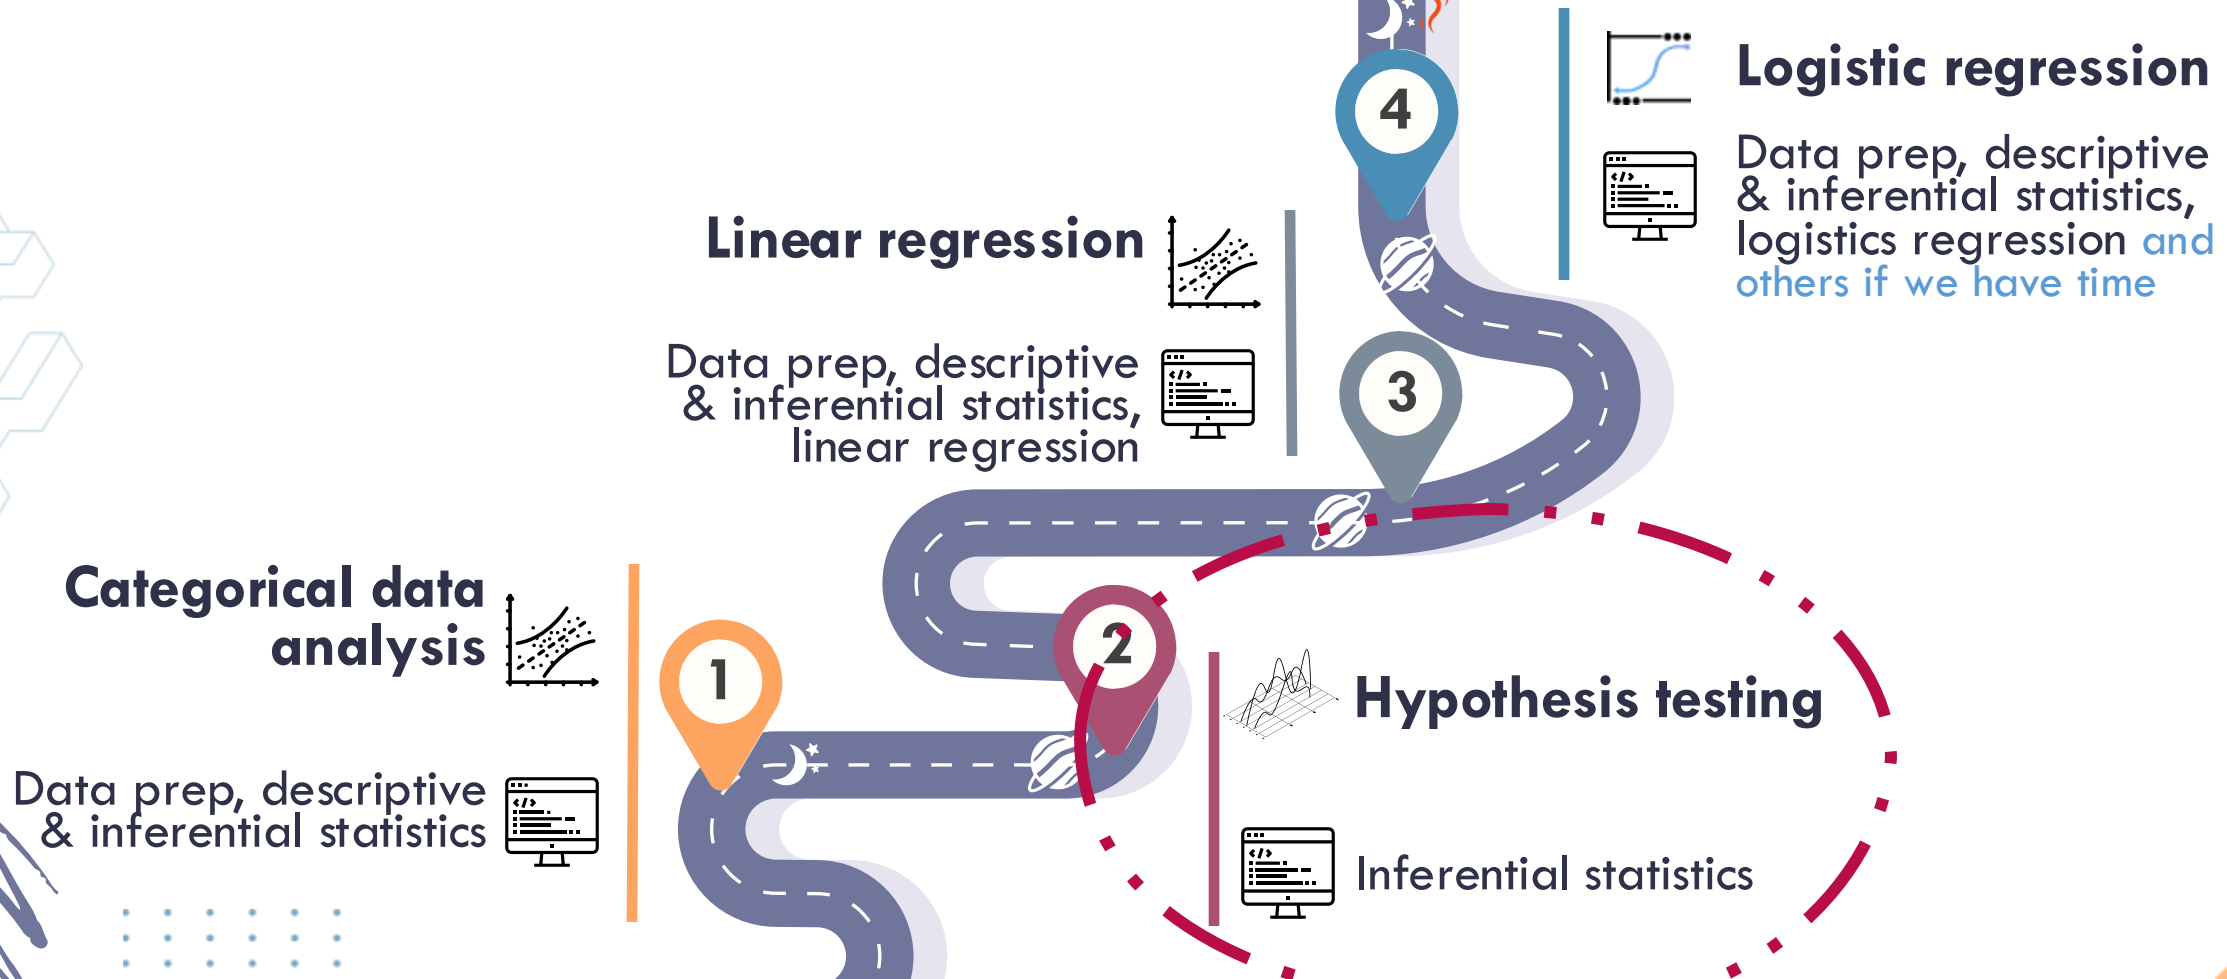 4
Logistic regression
Data prep, descriptive
& inferential statistics,
logistics regression and
others if we have time
Linear regression
Data prep, descriptive
& inferential statistics,
linear regression
3
Categorical data
analysis
Data prep, descriptive
& inferential statistics
1
2
Hypothesis testing
Inferential statistics